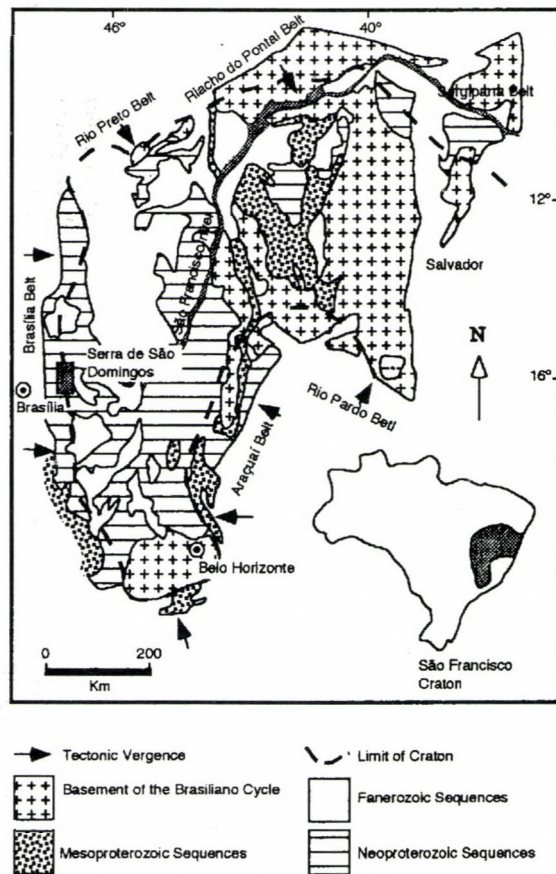 46°
40°
Riacho do Pontal Belt
Rio Preto Belt
Sergipana Belt
12°
São Francisco River
Salvador
Brasília Belt
N
Serra de São
Domingos
16°
Brasília
Rio Pardo Betl
Araçuaí Belt
Belo Horizonte
0 200
Km
São Francisco
Craton
Tectonic Vergence
Limit of Craton
Basement of the Brasiliano Cycle
Fanerozoic Sequences
Mesoproterozoic Sequences
Neoproterozoic Sequences